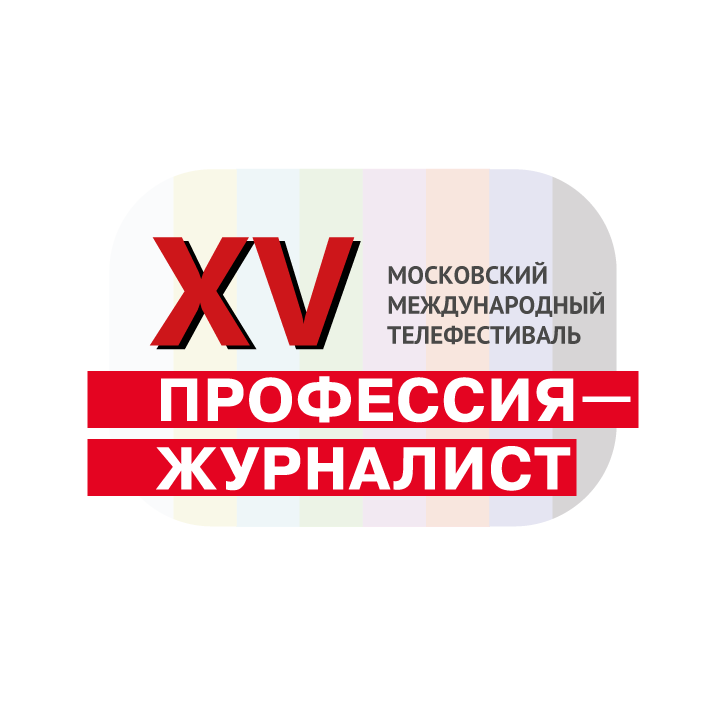 XV
МОСКОВСКИЙ
МЕЖДУНАРОДНЫЙ
ТЕЛЕФЕСТИВАЛЬ
ПРОФЕССИЯ—
ЖУРНАЛИСТ